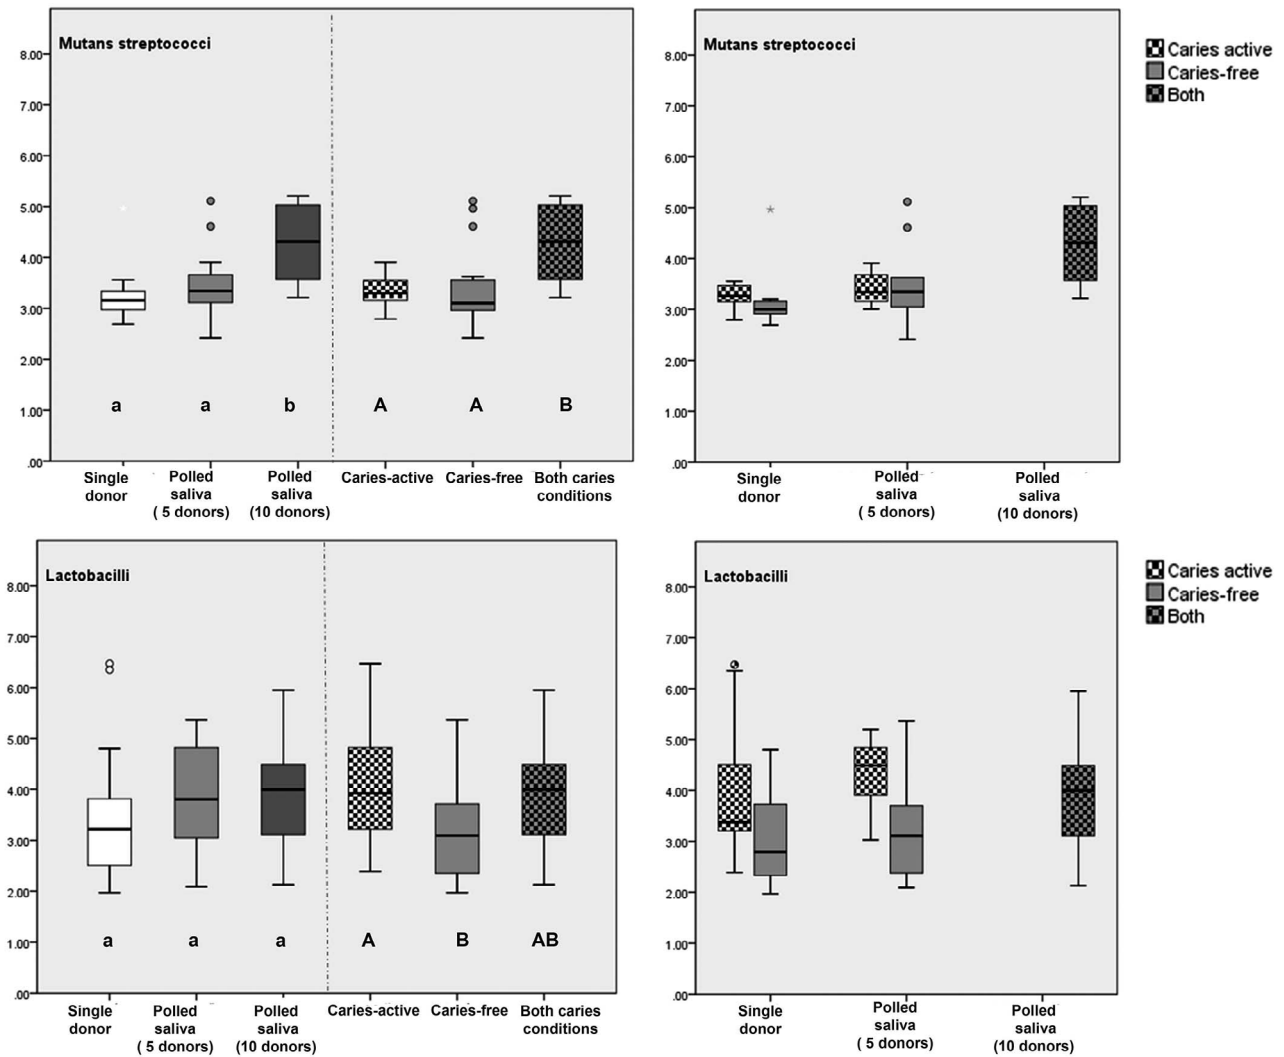 Mutans streptococci
8.00
7.00
6.00
5.00
4.00
3.00
2.00
1.00
.00
a a b A A B
Single donor
Polled saliva ( 5 donors)
Polled saliva (10 donors)
Caries-active
Caries-free
Both caries conditions
Mutans streptococci
8.00
7.00
6.00
5.00
4.00
3.00
2.00
1.00
.00
Single donor
Polled saliva ( 5 donors)
Polled saliva (10 donors)
Caries active
Caries-free
Both
Lactobacilli
8.00
7.00
6.00
5.00
4.00
3.00
2.00
1.00
.00
a a a A B AB
Single donor
Polled saliva ( 5 donors)
Polled saliva (10 donors)
Caries-active
Caries-free
Both caries conditions
Lactobacilli
8.00
7.00
6.00
5.00
4.00
3.00
2.00
1.00
.00
Single donor
Polled saliva ( 5 donors)
Polled saliva (10 donors)
Caries active
Caries-free
Both